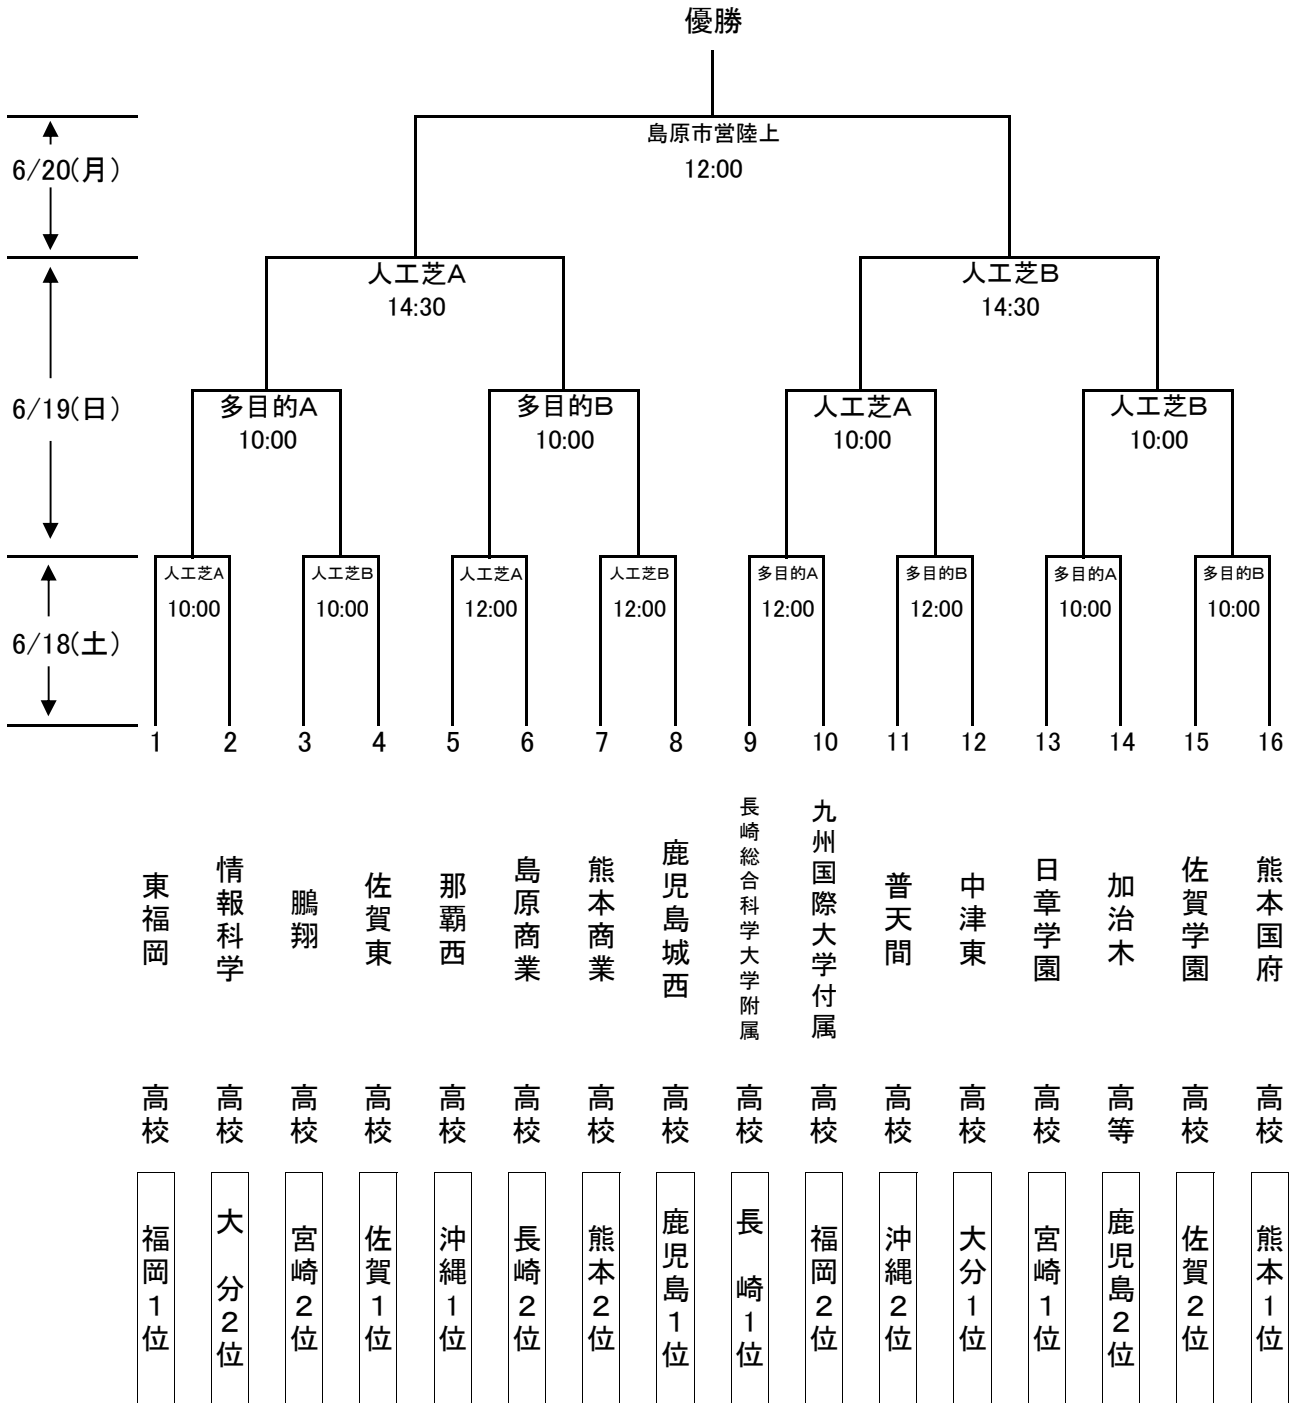 優勝
島原市営陸上
12:00
6/20(月)
人工芝A
14:30
人工芝B
14:30
6/19(日)
多目的A
10:00
多目的B
10:00
人工芝A
10:00
人工芝B
10:00
6/18(土)
人工芝A
10:00
人工芝B
10:00
人工芝A
12:00
人工芝B
12:00
多目的A
12:00
多目的B
12:00
多目的A
10:00
多目的B
10:00
1 2 3 4 5 6 7 8 9 10 11 12 13 14 15 16
東福岡
情報科学
鵬翔
佐賀東
那覇西
島原商業
熊本商業
鹿児島城西
長崎総合科学大学附属
九州国際大学付属
普天間
中津東
日章学園
加治木
佐賀学園
熊本国府
高校
高校
高校
高校
高校
高校
高校
高校
高校
高校
高校
高校
高校
高等
高校
高校
福岡1位
大 分2位
宮崎2位
佐賀1位
沖縄1位
長崎2位
熊本2位
鹿児島1位
長 崎1位
福岡2位
沖縄2位
大分1位
宮崎1位
鹿児島2位
佐賀2位
熊本1位